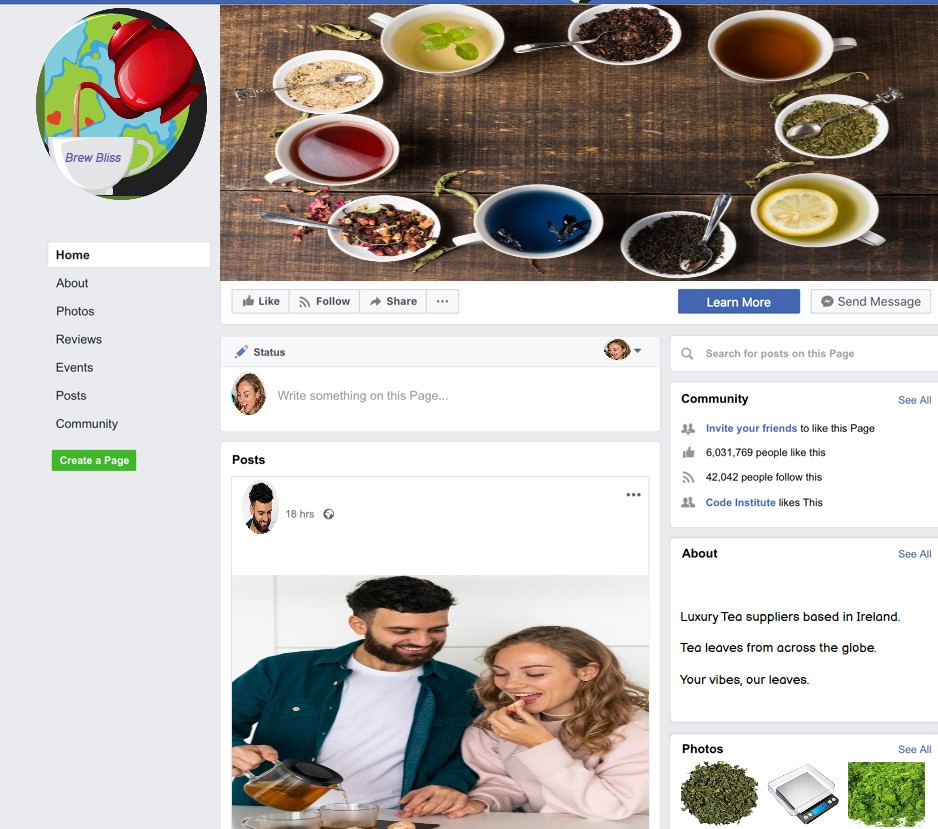 Brew Bliss
Home
About
Photos
Reviews
Events
Posts
Community
Create a Page
Like
Follow
Share
Learn More
Send Message
Status
Write something on this Page...
Posts
18 hrs
Search for posts on this Page
Community
See All
Invite your friends to like this Page
6,031,769 people like this
42,042 people follow this
Code Institute likes This
About
See All
Luxury Tea suppliers based in Ireland.
Tea leaves from across the globe.
Your vibes, our leaves.
Photos
See All